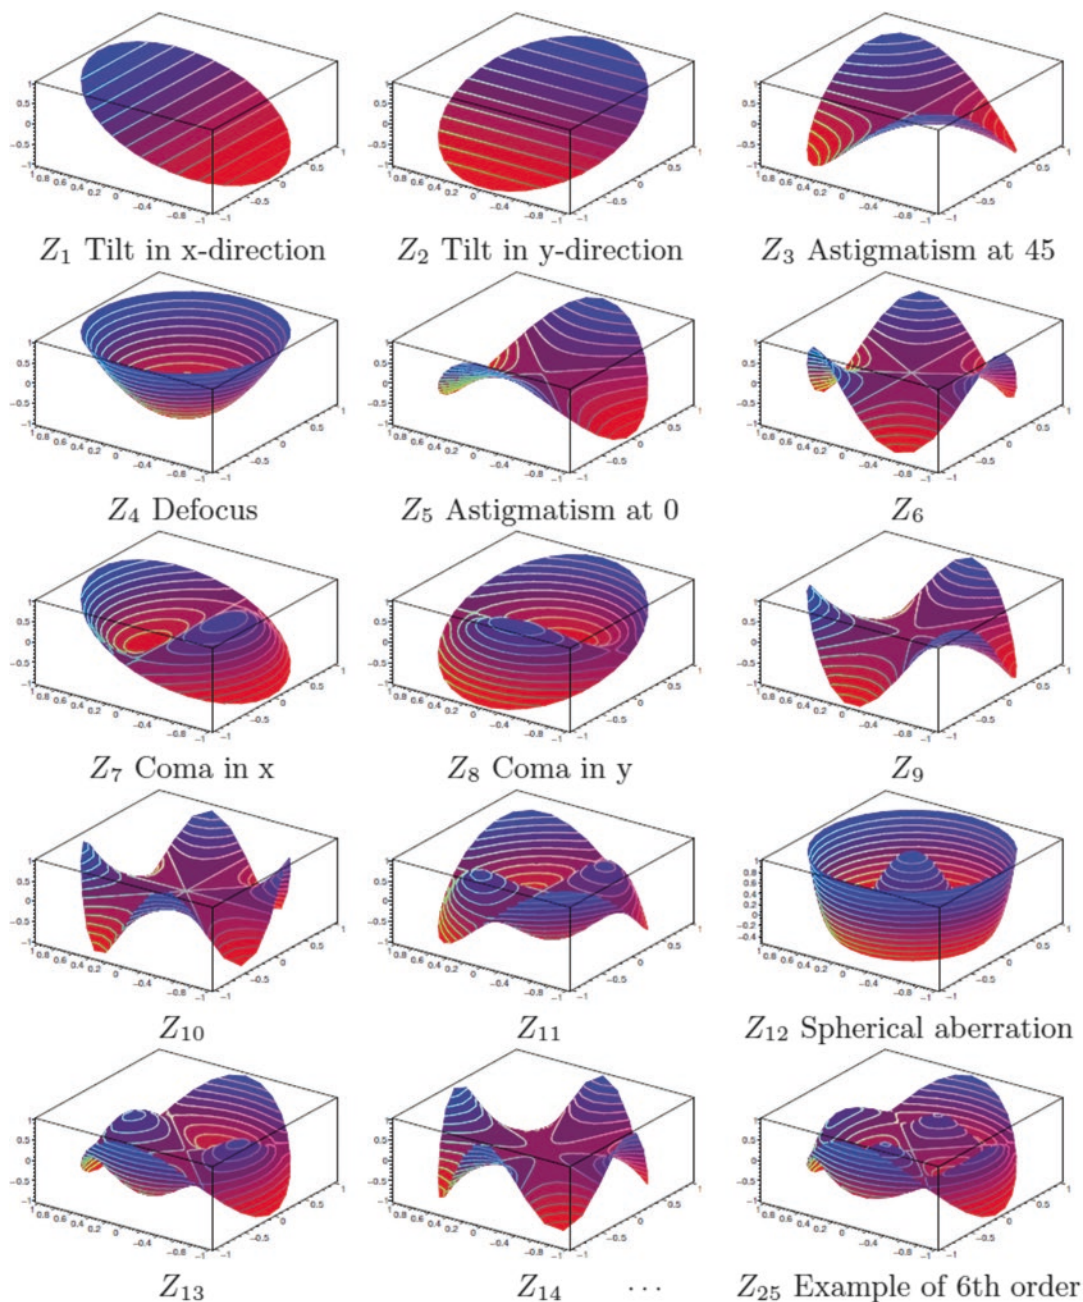 Z₁ Tilt in x-direction
Z₂ Tilt in y-direction
Z₃ Astigmatism at 45
Z₄ Defocus
Z₅ Astigmatism at 0
Z₆
Z₇ Coma in x
Z₈ Coma in y
Z₉
Z₁₀
Z₁₁
Z₁₂ Spherical aberration
Z₁₃
Z₁₄ ⋯
Z₂₅ Example of 6th order